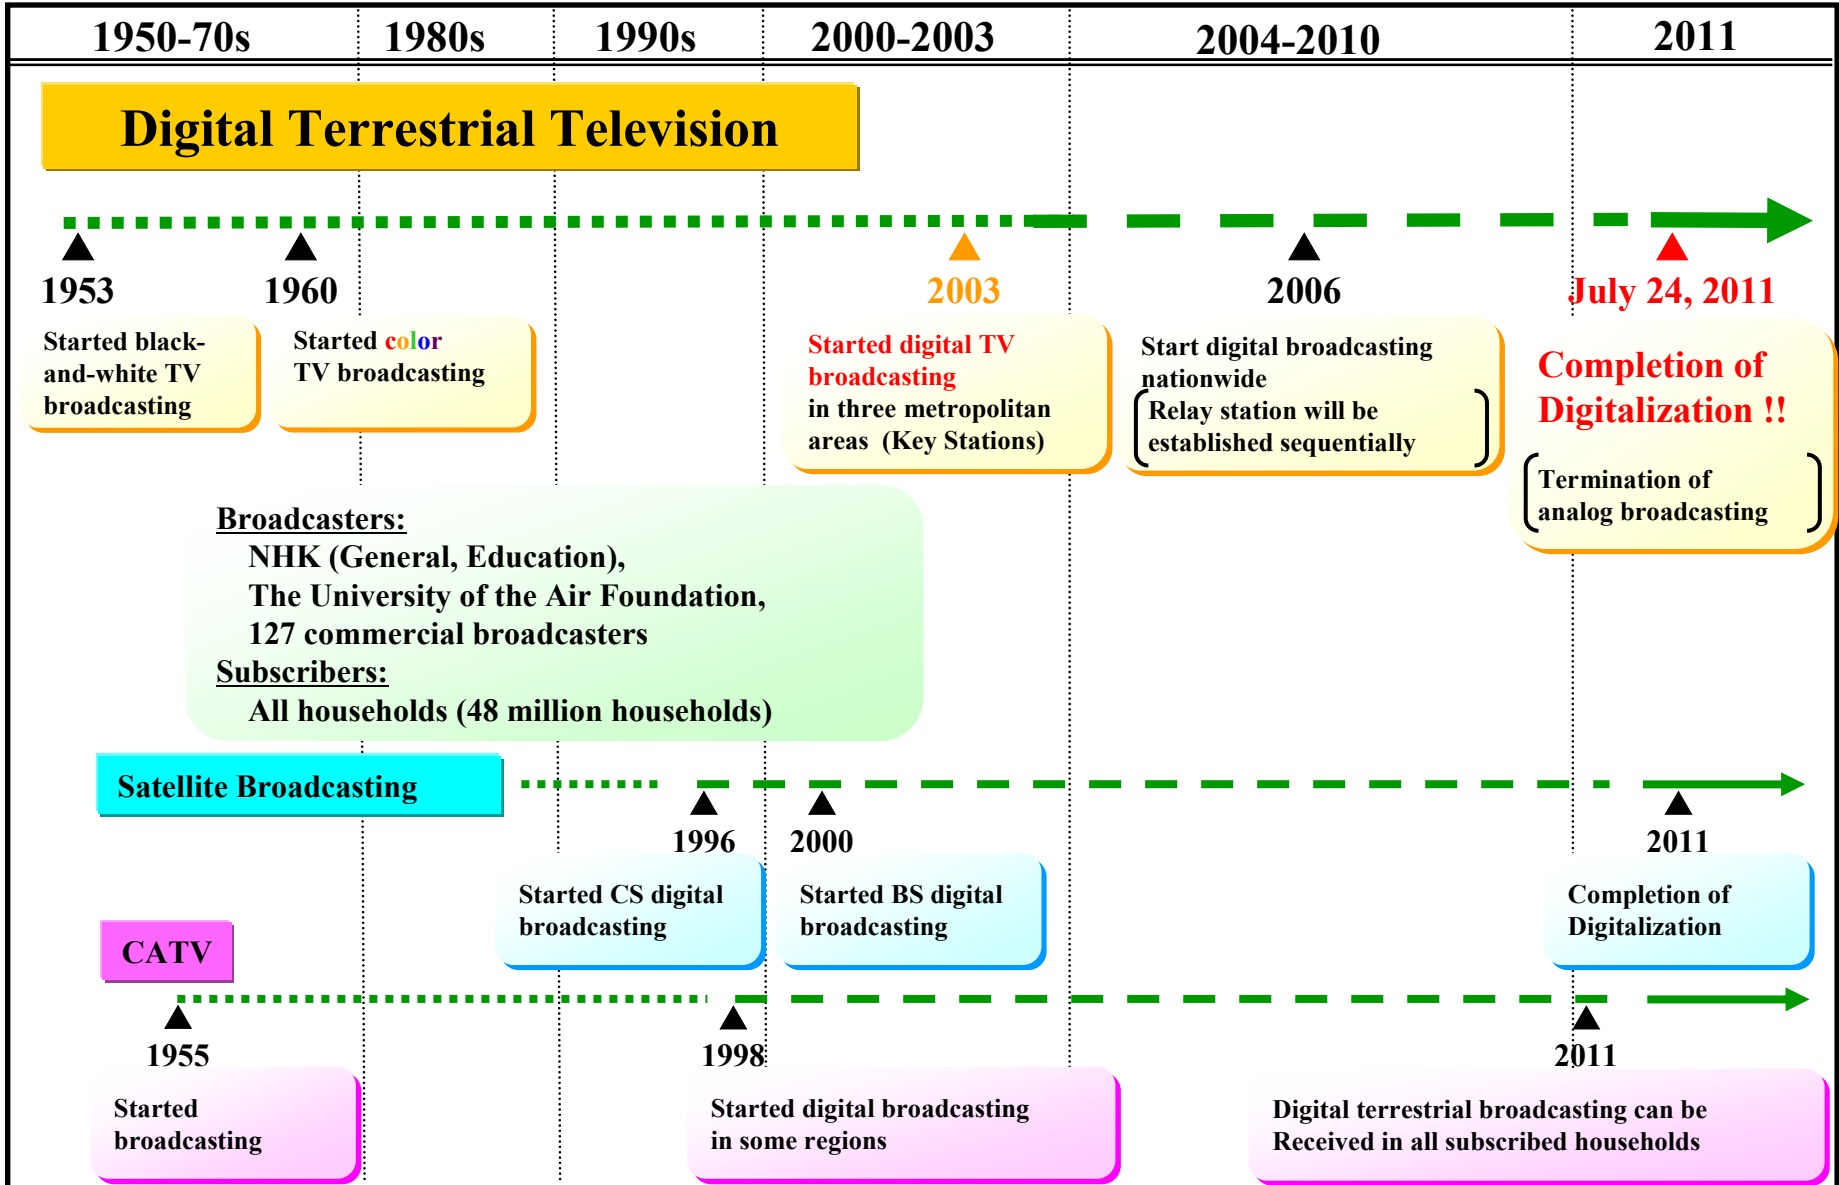 1950-70s 1980s 1990s 2000-2003 2004-2010 2011
Digital Terrestrial Television
1953
Started black-
and-white TV
broadcasting
1960
Started color
TV broadcasting
2003
Started digital TV
broadcasting
in three metropolitan
areas (Key Stations)
2006
Start digital broadcasting
nationwide
Relay station will be
established sequentially
July 24, 2011
Completion of
Digitalization !!
Termination of
analog broadcasting
Broadcasters:
NHK (General, Education),
The University of the Air Foundation,
127 commercial broadcasters
Subscribers:
All households (48 million households)
Satellite Broadcasting
1996
Started CS digital
broadcasting
2000
Started BS digital
broadcasting
2011
Completion of
Digitalization
CATV
1955
Started
broadcasting
1998
Started digital broadcasting
in some regions
2011
Digital terrestrial broadcasting can be
Received in all subscribed households